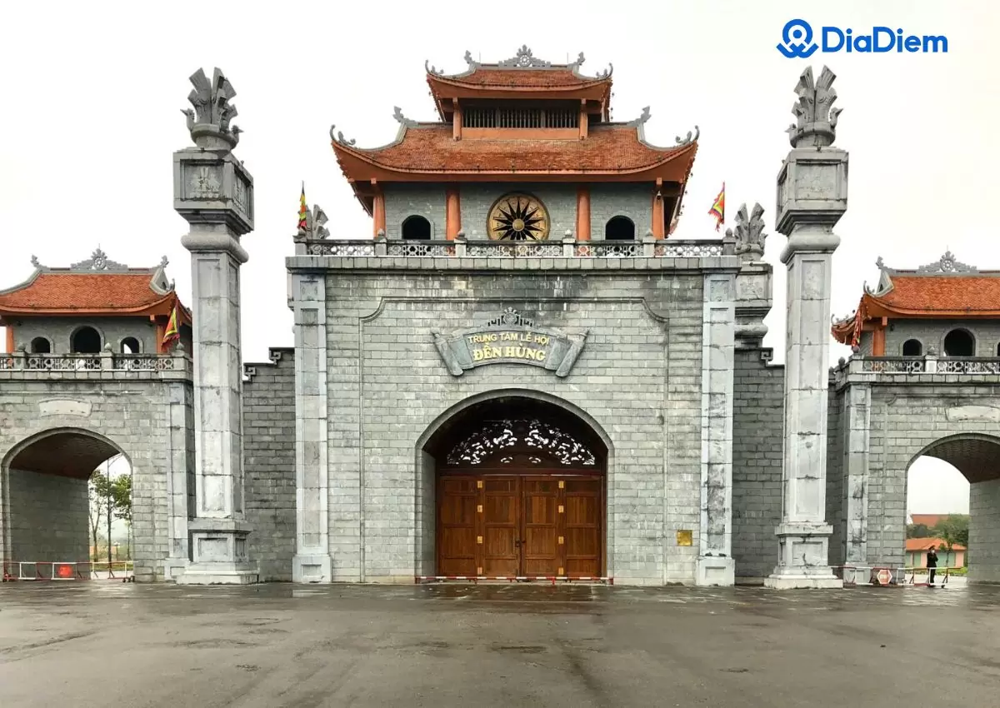 DiaDiem
TRUNG TÂM LỄ HỘI
ĐỀN HÙNG